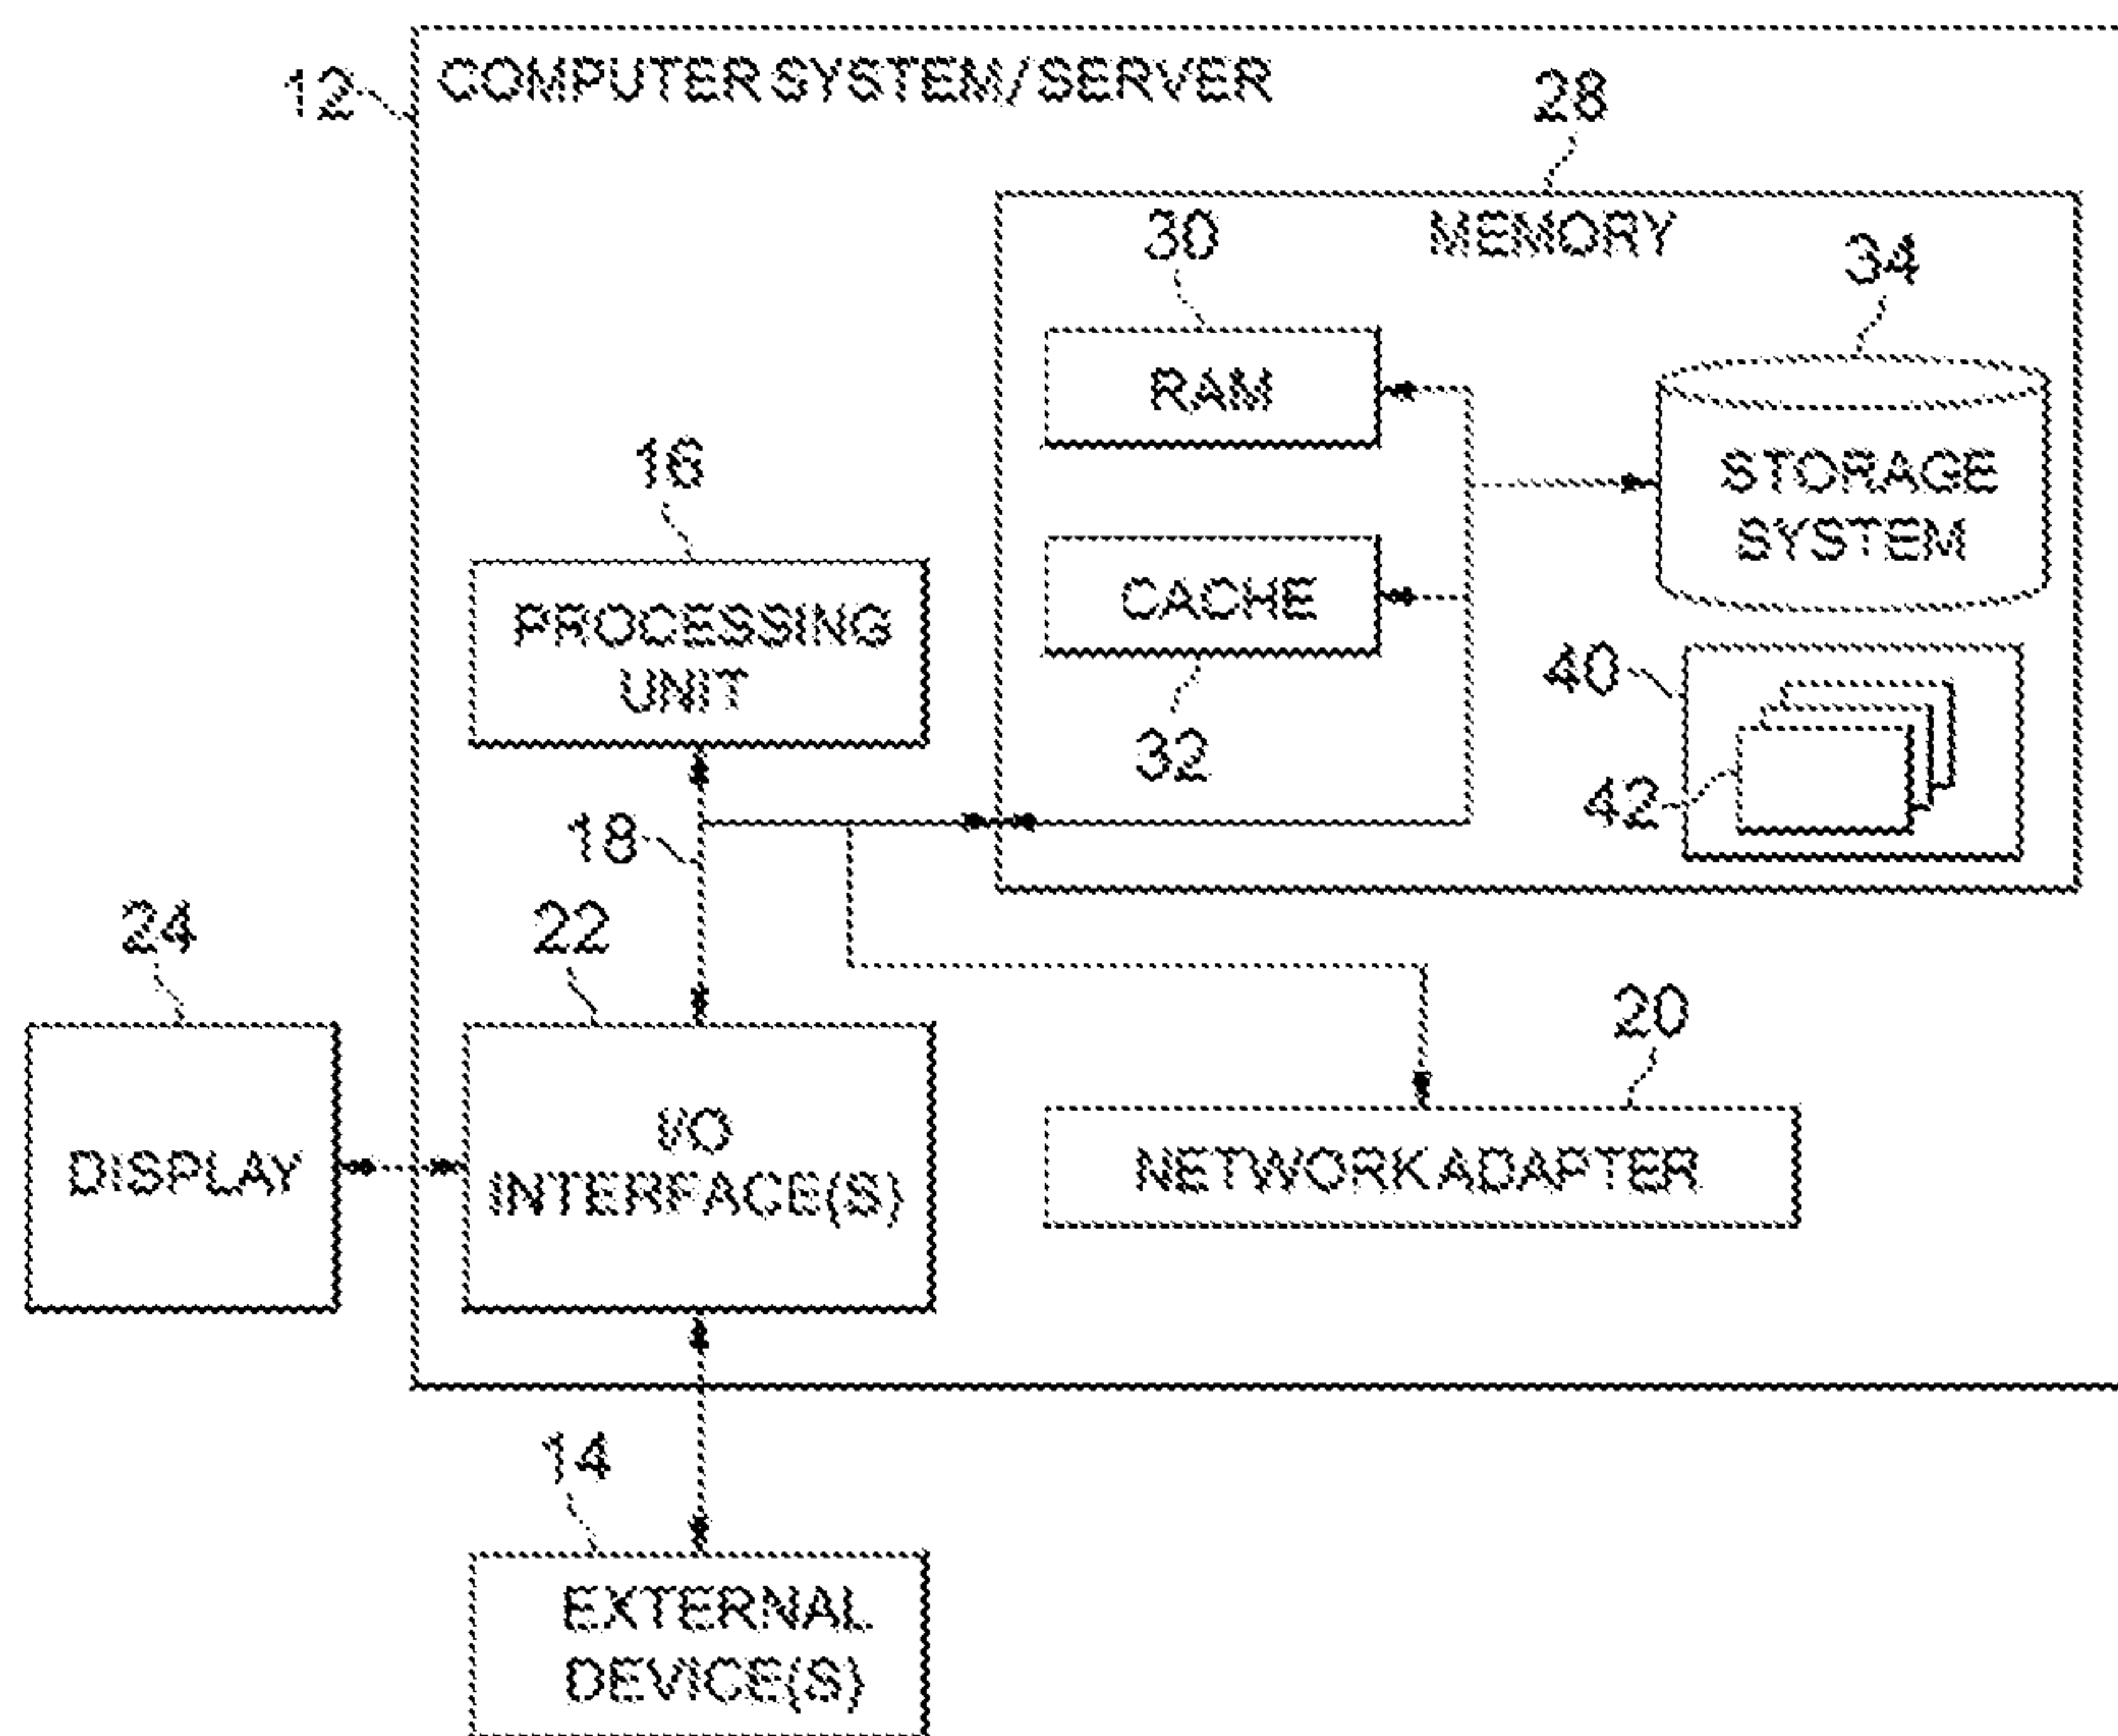 12
COMPUTER SYSTEM/SERVER
28
MEMORY
30
34
RAM
STORAGE
SYSTEM
16
PROCESSING
UNIT
CACHE
32
40
42
18
24
22
20
DISPLAY
I/O
INTERFACE(S)
NETWORK ADAPTER
14
EXTERNAL
DEVICE(S)